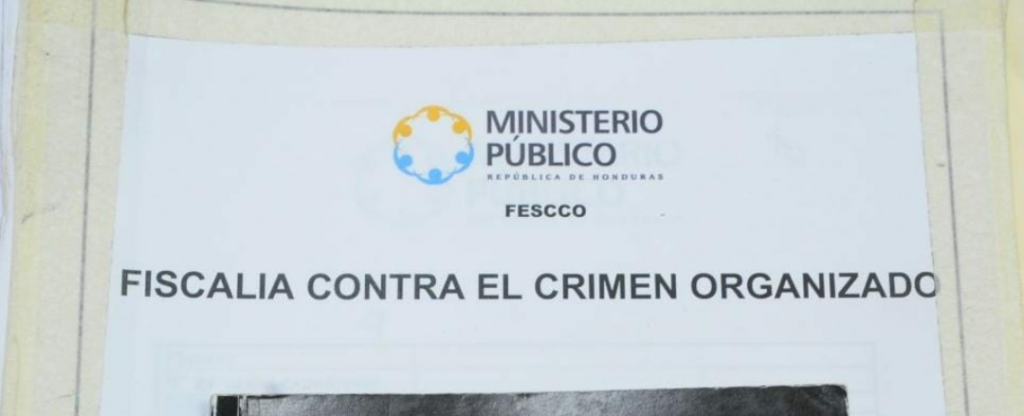 MINISTERIO
PÚBLICO
REPÚBLICA DE HONDURAS
FESCCO
FISCALIA CONTRA EL CRIMEN ORGANIZADO